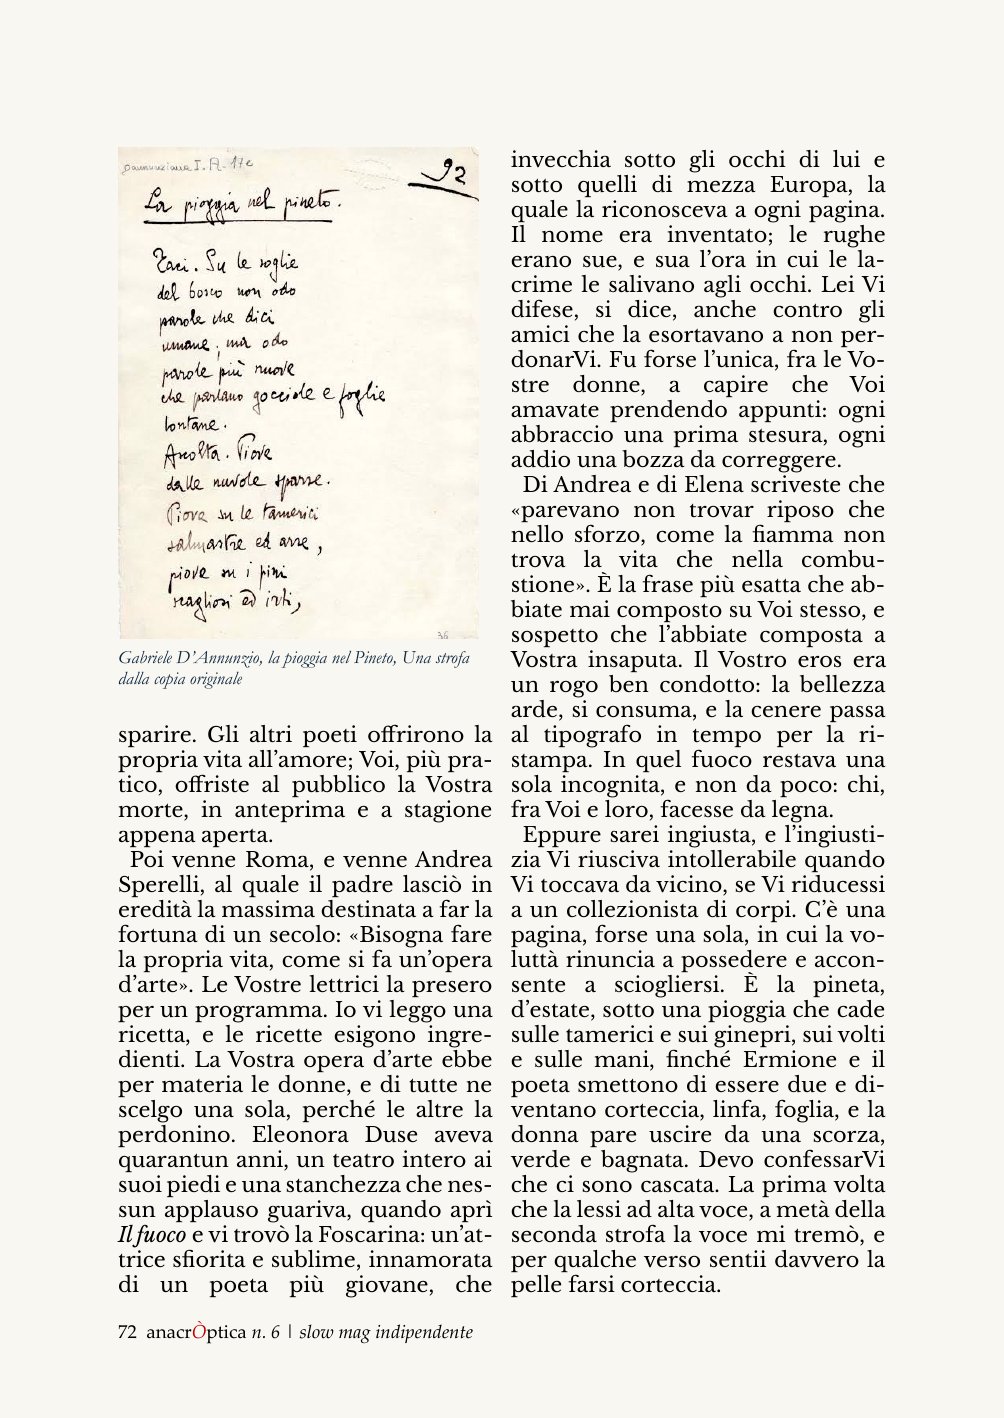 Dannunziana I. A. 17e
92
La pioggia nel pineto.
Taci. Su le soglie
del bosco non odo
parole che dici
umane; ma odo
parole più nuove
che parlano gocciole e foglie
lontane.
Ascolta. Piove
dalle nuvole sparse.
Piove su le tamerici
salmastre ed arse,
piove su i pini
scagliosi ed irti,
36
Gabriele D’Annunzio, la pioggia nel Pineto, Una strofa
dalla copia originale
sparire. Gli altri poeti offrirono la
propria vita all’amore; Voi, più pra-
tico, offriste al pubblico la Vostra
morte, in anteprima e a stagione
appena aperta.
Poi venne Roma, e venne Andrea
Sperelli, al quale il padre lasciò in
eredità la massima destinata a far la
fortuna di un secolo: «Bisogna fare
la propria vita, come si fa un’opera
d’arte». Le Vostre lettrici la presero
per un programma. Io vi leggo una
ricetta, e le ricette esigono ingre-
dienti. La Vostra opera d’arte ebbe
per materia le donne, e di tutte ne
scelgo una sola, perché le altre la
perdonino. Eleonora Duse aveva
quarantun anni, un teatro intero ai
suoi piedi e una stanchezza che nes-
sun applauso guariva, quando aprì
Il fuoco e vi trovò la Foscarina: un’at-
trice sfiorita e sublime, innamorata
di un poeta più giovane, che
invecchia sotto gli occhi di lui e
sotto quelli di mezza Europa, la
quale la riconosceva a ogni pagina.
Il nome era inventato; le rughe
erano sue, e sua l’ora in cui le la-
crime le salivano agli occhi. Lei Vi
difese, si dice, anche contro gli
amici che la esortavano a non per-
donarVi. Fu forse l’unica, fra le Vo-
stre donne, a capire che Voi
amavate prendendo appunti: ogni
abbraccio una prima stesura, ogni
addio una bozza da correggere.
Di Andrea e di Elena scriveste che
«parevano non trovar riposo che
nello sforzo, come la fiamma non
trova la vita che nella combu-
stione». È la frase più esatta che ab-
biate mai composto su Voi stesso, e
sospetto che l’abbiate composta a
Vostra insaputa. Il Vostro eros era
un rogo ben condotto: la bellezza
arde, si consuma, e la cenere passa
al tipografo in tempo per la ri-
stampa. In quel fuoco restava una
sola incognita, e non da poco: chi,
fra Voi e loro, facesse da legna.
Eppure sarei ingiusta, e l’ingiusti-
zia Vi riusciva intollerabile quando
Vi toccava da vicino, se Vi riducessi
a un collezionista di corpi. C’è una
pagina, forse una sola, in cui la vo-
luttà rinuncia a possedere e accon-
sente a sciogliersi. È la pineta,
d’estate, sotto una pioggia che cade
sulle tamerici e sui ginepri, sui volti
e sulle mani, finché Ermione e il
poeta smettono di essere due e di-
ventano corteccia, linfa, foglia, e la
donna pare uscire da una scorza,
verde e bagnata. Devo confessarVi
che ci sono cascata. La prima volta
che la lessi ad alta voce, a metà della
seconda strofa la voce mi tremò, e
per qualche verso sentii davvero la
pelle farsi corteccia.
72 anacrÒptica n. 6 | slow mag indipendente